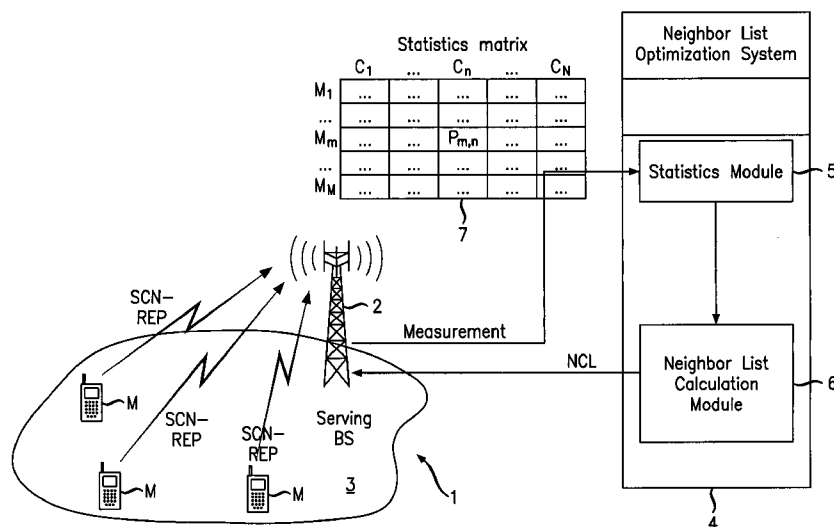 Neighbor List
Optimization System
Statistics matrix
C1 ... Cn ... CN
M1 ... ... ... ... ...
... ... ... ... ... ...
Mm ... ... Pm,n ... ...
... ... ... ... ... ...
MM ... ... ... ... ...
7
Statistics Module
5
SCN-
REP
2
Measurement
NCL
Neighbor List
Calculation
Module
6
M
SCN-
REP
SCN-
REP
Serving
BS
M
M
3
1
4